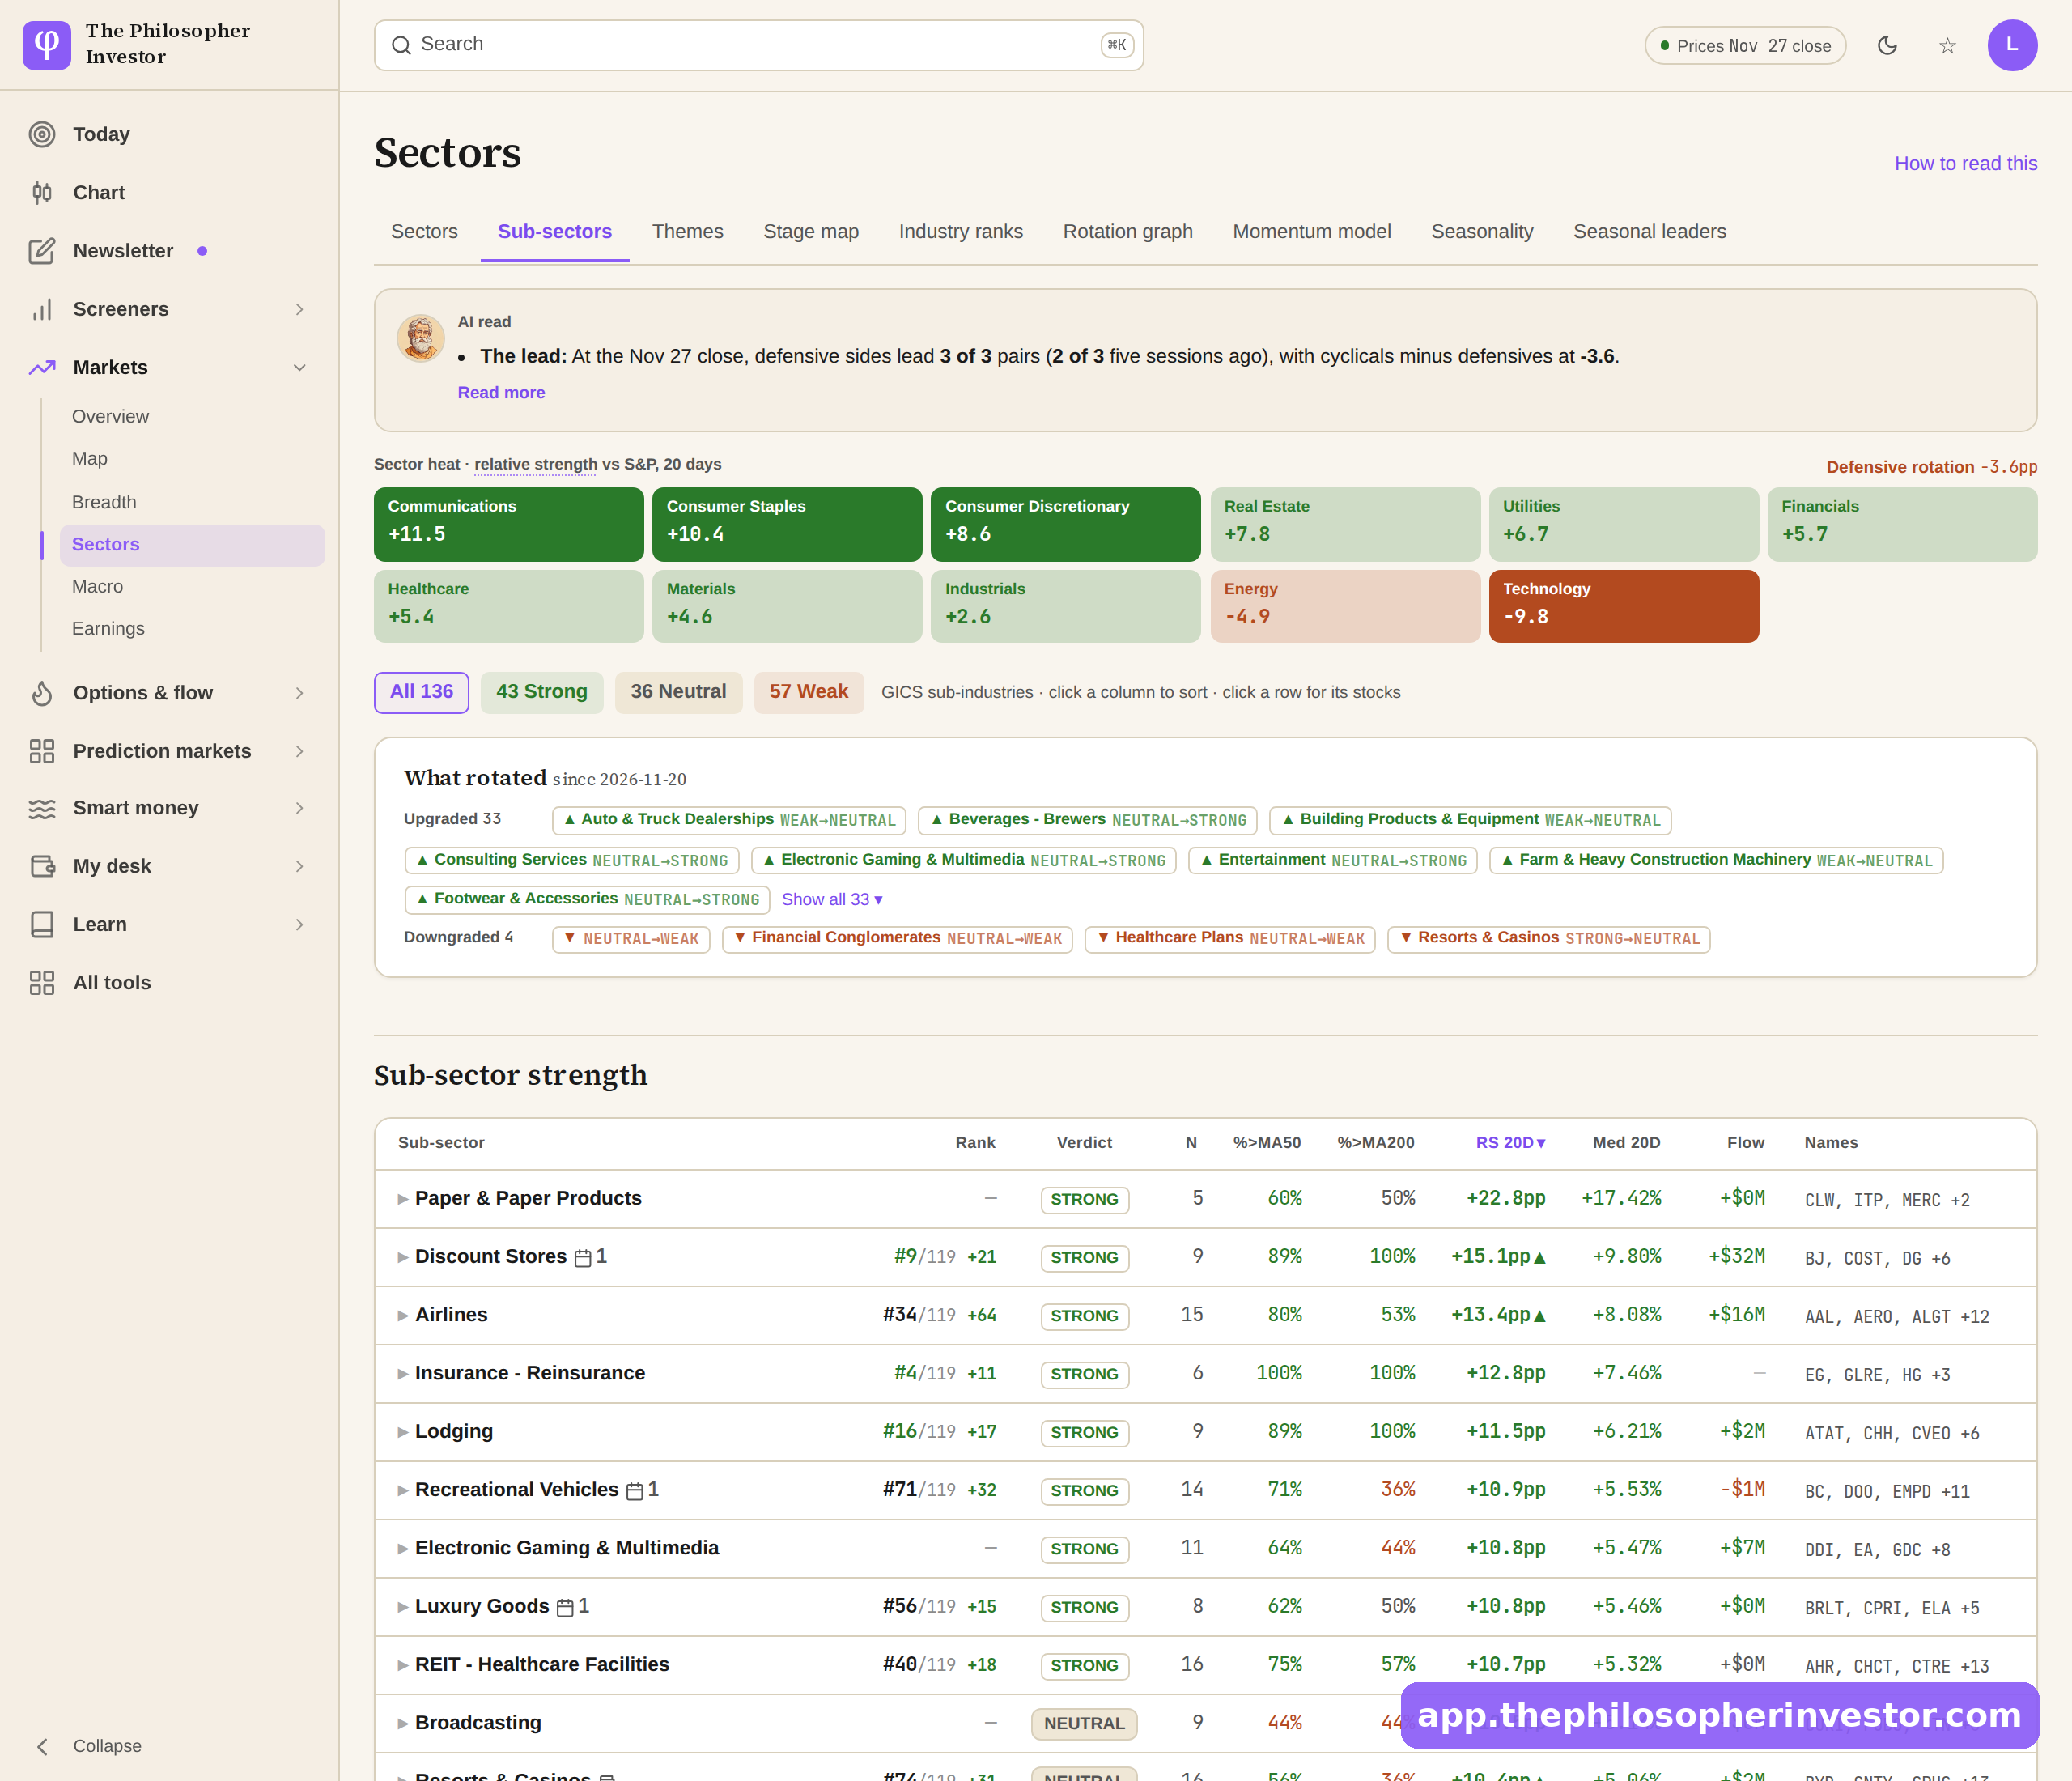 φ The Philosopher Investor
Search ⌘K
Prices Nov 27 close
☆
L
Today
Chart
Newsletter
Screeners
Markets
Overview
Map
Breadth
Sectors
Macro
Earnings
Options & flow
Prediction markets
Smart money
My desk
Learn
All tools
Collapse
Sectors
How to read this
Sectors Sub-sectors Themes Stage map Industry ranks Rotation graph Momentum model Seasonality Seasonal leaders
AI read
• The lead: At the Nov 27 close, defensive sides lead 3 of 3 pairs (2 of 3 five sessions ago), with cyclicals minus defensives at -3.6.
Read more
Sector heat · relative strength vs S&P, 20 days
Defensive rotation -3.6pp
Communications +11.5
Consumer Staples +10.4
Consumer Discretionary +8.6
Real Estate +7.8
Utilities +6.7
Financials +5.7
Healthcare +5.4
Materials +4.6
Industrials +2.6
Energy -4.9
Technology -9.8
All 136 43 Strong 36 Neutral 57 Weak GICS sub-industries · click a column to sort · click a row for its stocks
What rotated since 2026-11-20
Upgraded 33 ▲ Auto & Truck Dealerships WEAK→NEUTRAL ▲ Beverages - Brewers NEUTRAL→STRONG ▲ Building Products & Equipment WEAK→NEUTRAL
▲ Consulting Services NEUTRAL→STRONG ▲ Electronic Gaming & Multimedia NEUTRAL→STRONG ▲ Entertainment NEUTRAL→STRONG ▲ Farm & Heavy Construction Machinery WEAK→NEUTRAL
▲ Footwear & Accessories NEUTRAL→STRONG Show all 33 ▾
Downgraded 4 ▼ NEUTRAL→WEAK ▼ Financial Conglomerates NEUTRAL→WEAK ▼ Healthcare Plans NEUTRAL→WEAK ▼ Resorts & Casinos STRONG→NEUTRAL
Sub-sector strength
Sub-sector Rank Verdict N %>MA50 %>MA200 RS 20D▼ Med 20D Flow Names
▶ Paper & Paper Products — STRONG 5 60% 50% +22.8pp +17.42% +$0M CLW, ITP, MERC +2
▶ Discount Stores 1 #9/119 +21 STRONG 9 89% 100% +15.1pp▲ +9.80% +$32M BJ, COST, DG +6
▶ Airlines #34/119 +64 STRONG 15 80% 53% +13.4pp▲ +8.08% +$16M AAL, AERO, ALGT +12
▶ Insurance - Reinsurance #4/119 +11 STRONG 6 100% 100% +12.8pp +7.46% — EG, GLRE, HG +3
▶ Lodging #16/119 +17 STRONG 9 89% 100% +11.5pp +6.21% +$2M ATAT, CHH, CVEO +6
▶ Recreational Vehicles 1 #71/119 +32 STRONG 14 71% 36% +10.9pp +5.53% -$1M BC, DOO, EMPD +11
▶ Electronic Gaming & Multimedia — STRONG 11 64% 44% +10.8pp +5.47% +$7M DDI, EA, GDC +8
▶ Luxury Goods 1 #56/119 +15 STRONG 8 62% 50% +10.8pp +5.46% +$0M BRLT, CPRI, ELA +5
▶ REIT - Healthcare Facilities #40/119 +18 STRONG 16 75% 57% +10.7pp +5.32% +$0M AHR, CHCT, CTRE +13
▶ Broadcasting — NEUTRAL 9 44% 44%
app.thephilosopherinvestor.com
▶ Resorts & Casinos #74/119 +31 NEUTRAL 16 56% 36% +10.4pp▲ +5.06% +$2M